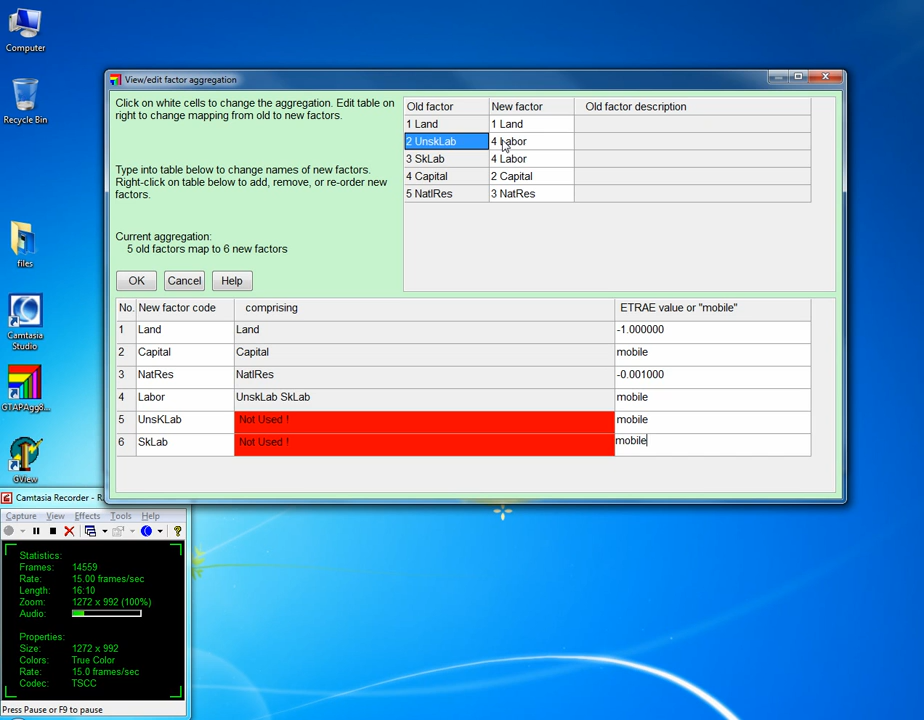 Computer
Recycle Bin
files
Camtasia
Studio
GTAPAgg8...
GView
View/edit factor aggregation
Click on white cells to change the aggregation. Edit table on
right to change mapping from old to new factors.
Type into table below to change names of new factors.
Right-click on table below to add, remove, or re-order new
factors.
Current aggregation:
5 old factors map to 6 new factors
OK Cancel Help
Old factor New factor Old factor description
1 Land 1 Land
2 UnskLab 4 Labor
3 SkLab 4 Labor
4 Capital 2 Capital
5 NatlRes 3 NatRes
No. New factor code comprising ETRAE value or "mobile"
1 Land Land -1.000000
2 Capital Capital mobile
3 NatRes NatlRes -0.001000
4 Labor UnskLab SkLab mobile
5 UnsKLab Not Used ! mobile
6 SkLab Not Used ! mobile
Camtasia Recorder - R
Capture View Effects Tools Help
Statistics:
Frames: 14559
Rate: 15.00 frames/sec
Length: 16:10
Zoom: 1272 x 992 (100%)
Audio:
Properties:
Size: 1272 x 992
Colors: True Color
Rate: 15.0 frames/sec
Codec: TSCC
Press Pause or F9 to pause